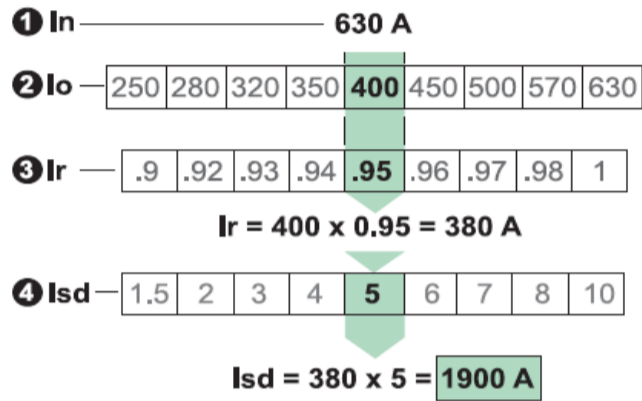 ❶ In 630 A
❷ Io 250 280 320 350 400 450 500 570 630
❸ Ir .9 .92 .93 .94 .95 .96 .97 .98 1
Ir = 400 x 0.95 = 380 A
❹ Isd 1.5 2 3 4 5 6 7 8 10
Isd = 380 x 5 = 1900 A